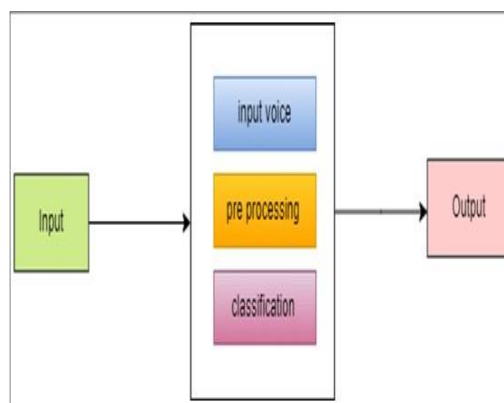 Input
input voice
pre processing
classification
Output